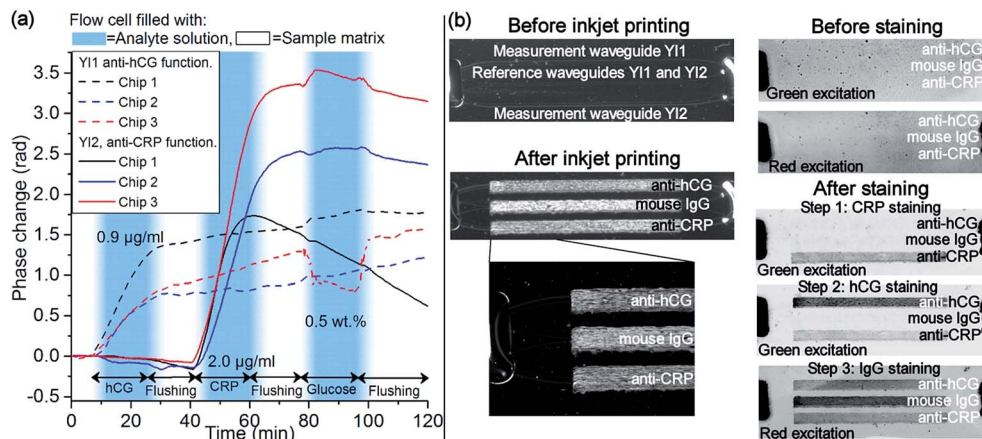 (a)
Flow cell filled with:
=Analyte solution, =Sample matrix
YI1 anti-hCG function.
Chip 1
Chip 2
Chip 3
YI2, anti-CRP function.
Chip 1
Chip 2
Chip 3
3.5
3.0
2.5
2.0
1.5
1.0
0.5
0.0
-0.5
Phase change (rad)
0.9 µg/ml
2.0 µg/ml
0.5 wt.%
hCG Flushing CRP Flushing Glucose Flushing
0 20 40 60 80 100 120
Time (min)
(b)
Before inkjet printing
Measurement waveguide YI1
Reference waveguides YI1 and YI2
Measurement waveguide YI2
After inkjet printing
anti-hCG
mouse IgG
anti-CRP
anti-hCG
mouse IgG
anti-CRP
Before staining
anti-hCG
mouse IgG
anti-CRP
Green excitation
anti-hCG
mouse IgG
anti-CRP
Red excitation
After staining
Step 1: CRP staining
anti-hCG
mouse IgG
anti-CRP
Green excitation
Step 2: hCG staining
anti-hCG
mouse IgG
anti-CRP
Green excitation
Step 3: IgG staining
anti-hCG
mouse IgG
anti-CRP
Red excitation